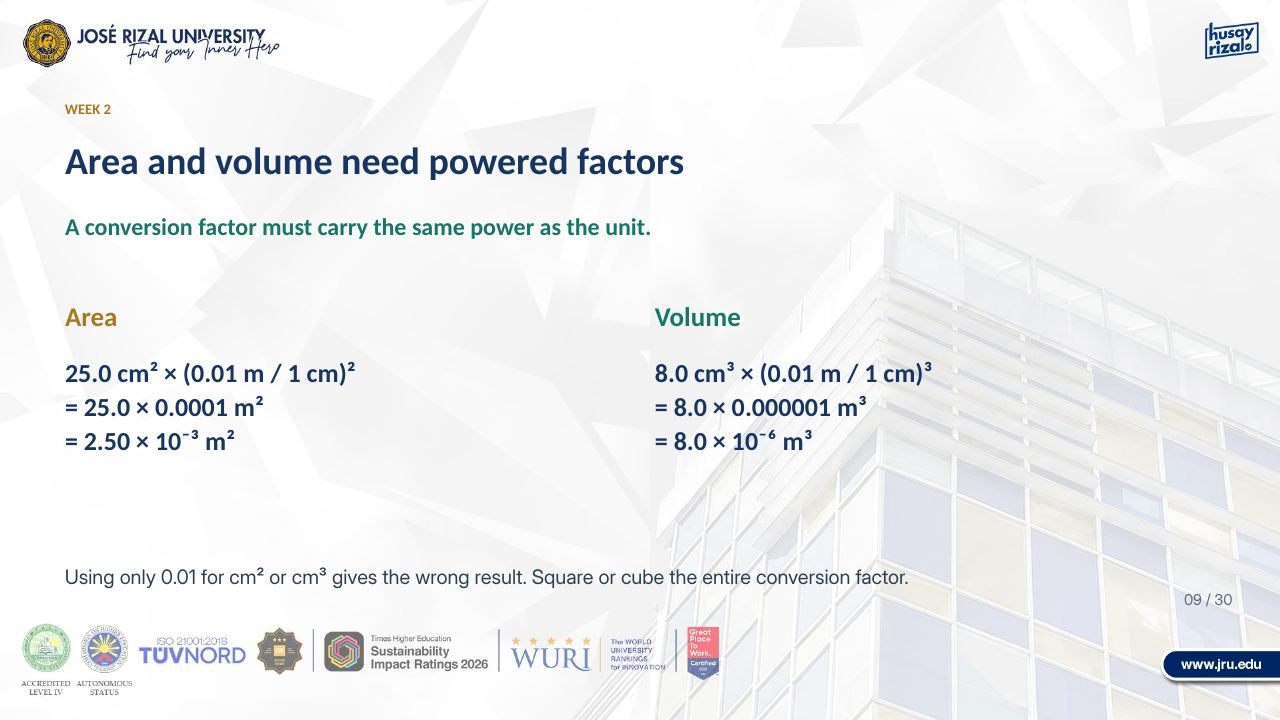 JOSÉ RIZAL UNIVERSITY
Find your Inner Hero
husay
rizal
WEEK 2
Area and volume need powered factors
A conversion factor must carry the same power as the unit.
Area
25.0 cm² × (0.01 m / 1 cm)²
= 25.0 × 0.0001 m²
= 2.50 × 10⁻³ m²
Volume
8.0 cm³ × (0.01 m / 1 cm)³
= 8.0 × 0.000001 m³
= 8.0 × 10⁻⁶ m³
Using only 0.01 for cm² or cm³ gives the wrong result. Square or cube the entire conversion factor.
09 / 30
ACCREDITED
LEVEL IV
AUTONOMOUS
STATUS
ISO 21001:2018
TÜVNORD
Times Higher Education
Sustainability
Impact Ratings 2026
WURI
The WORLD
UNIVERSITY
RANKINGS
for INNOVATION
Great
Place
To
Work.
Certified
www.jru.edu